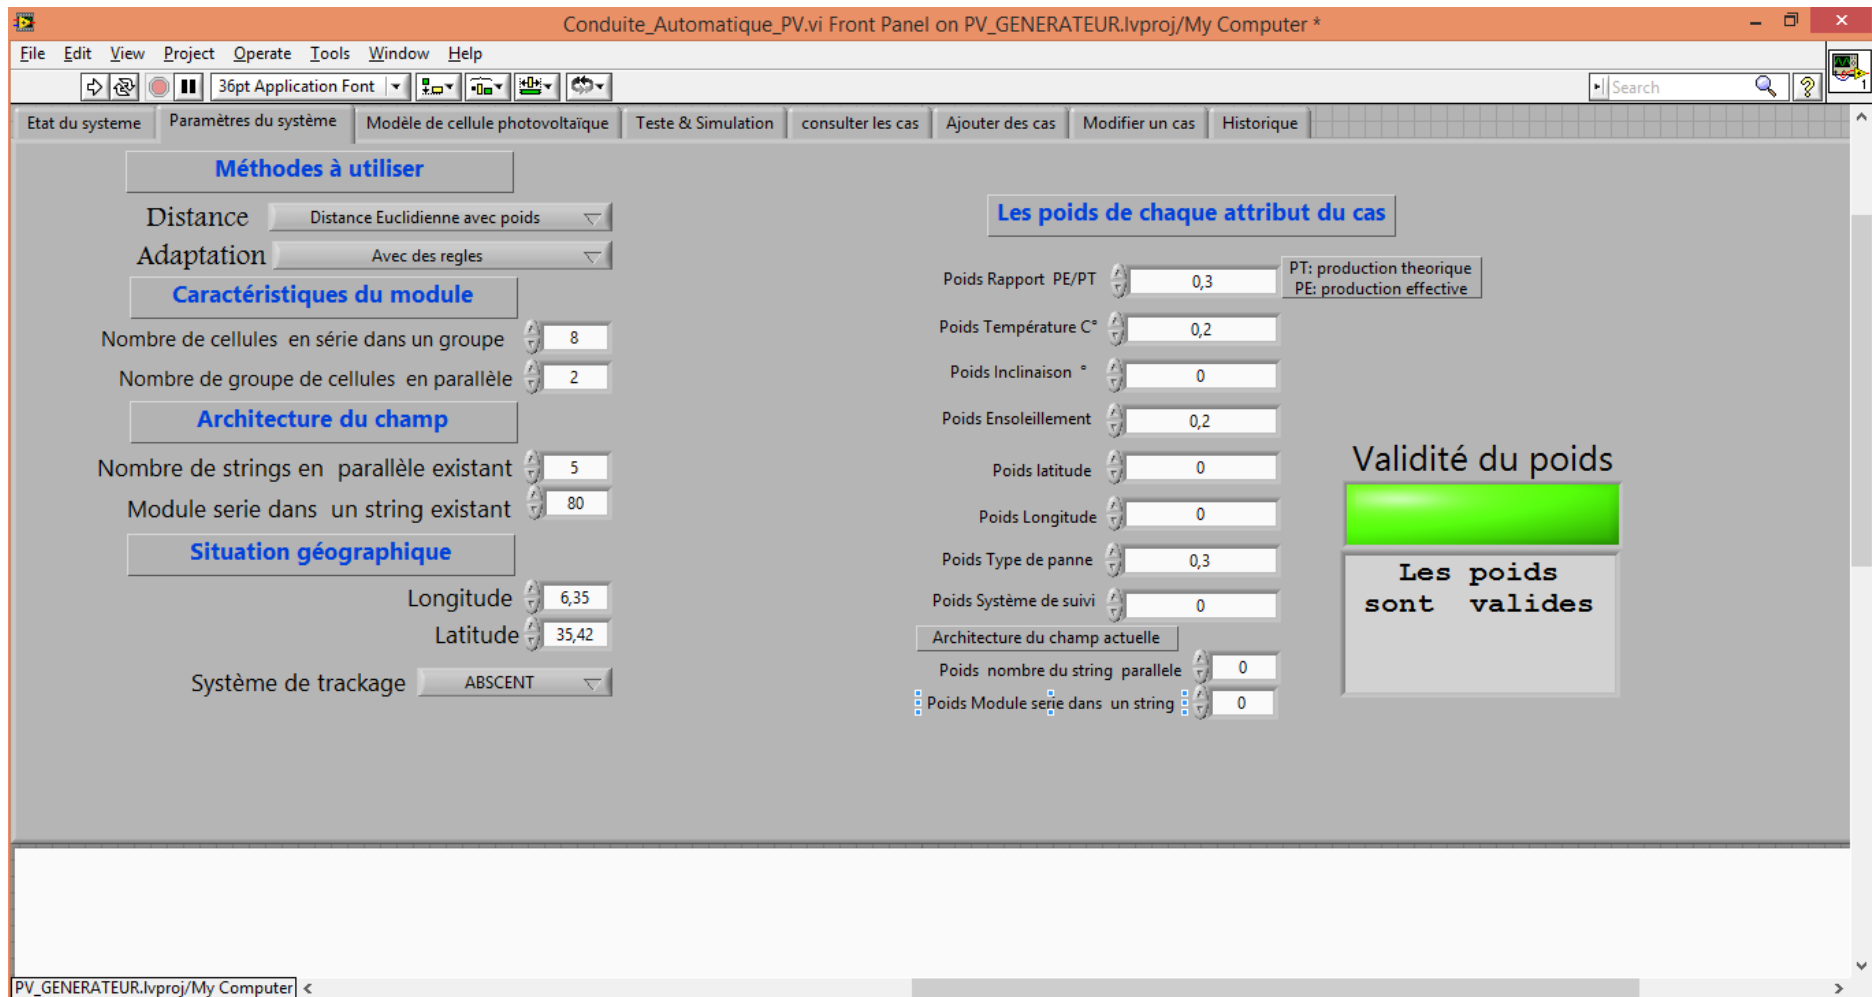 Conduite_Automatique_PV.vi Front Panel on PV_GENERATEUR.lvproj/My Computer *
File Edit View Project Operate Tools Window Help
36pt Application Font
Search
Etat du systeme Paramètres du système Modèle de cellule photovoltaïque Teste & Simulation consulter les cas Ajouter des cas Modifier un cas Historique
Méthodes à utiliser
Distance Distance Euclidienne avec poids
Adaptation Avec des regles
Caractéristiques du module
Nombre de cellules en série dans un groupe 8
Nombre de groupe de cellules en parallèle 2
Architecture du champ
Nombre de strings en parallèle existant 5
Module serie dans un string existant 80
Situation géographique
Longitude 6,35
Latitude 35,42
Système de trackage ABSCENT
Les poids de chaque attribut du cas
Poids Rapport PE/PT 0,3
PT: production theorique
PE: production effective
Poids Température C° 0,2
Poids Inclinaison ° 0
Poids Ensoleillement 0,2
Poids latitude 0
Poids Longitude 0
Poids Type de panne 0,3
Poids Système de suivi 0
Architecture du champ actuelle
Poids nombre du string parallele 0
Poids Module serie dans un string 0
Validité du poids
Les poids
sont valides
PV_GENERATEUR.lvproj/My Computer